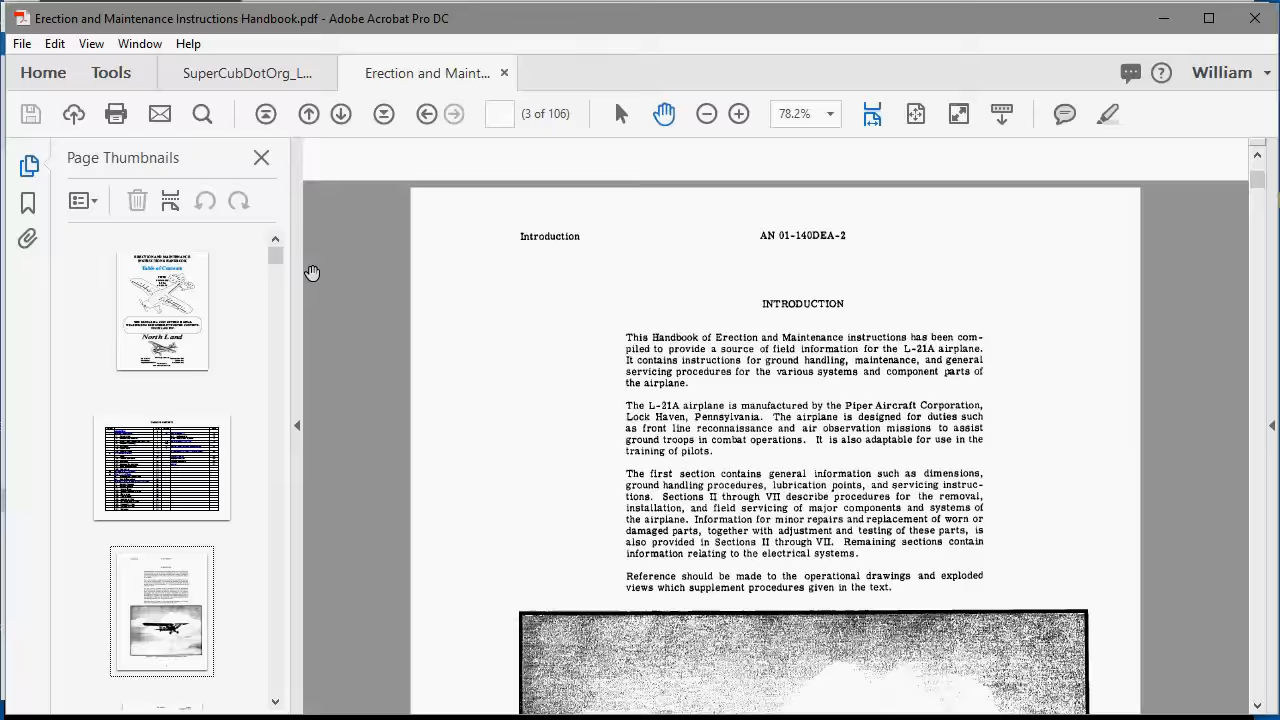 Erection and Maintenance Instructions Handbook.pdf - Adobe Acrobat Pro DC
File Edit View Window Help
Home Tools SuperCubDotOrg_L... Erection and Maint... William
(3 of 106) 78.2%
Page Thumbnails
ERECTION AND MAINTENANCE
INSTRUCTIONS HANDBOOK
Table of Contents
North Land
Introduction AN 01-140DEA-2
INTRODUCTION
This Handbook of Erection and Maintenance instructions has been com-
piled to provide a source of field information for the L-21A airplane.
It contains instructions for ground handling, maintenance, and general
servicing procedures for the various systems and component parts of
the airplane.
The L-21A airplane is manufactured by the Piper Aircraft Corporation,
Lock Haven, Pennsylvania. The airplane is designed for duties such
as front line reconnaissance and air observation missions to assist
ground troops in combat operations. It is also adaptable for use in the
training of pilots.
The first section contains general information such as dimensions,
ground handling procedures, lubrication points, and servicing instruc-
tions. Sections II through VII describe procedures for the removal,
installation, and field servicing of major components and systems of
the airplane. Information for minor repairs and replacement of worn or
damaged parts, together with adjustment and testing of these parts, is
also provided in Sections II through VII. Remaining sections contain
information relating to the electrical systems.
Reference should be made to the operational drawings and exploded
views which supplement procedures given in the text.